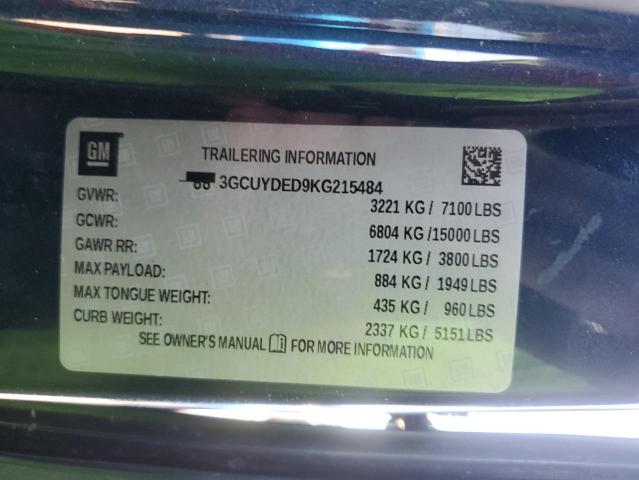 GM
TRAILERING INFORMATION
3GCUYDED9KG215484
GVWR: 3221 KG / 7100 LBS
GCWR: 6804 KG /15000 LBS
GAWR RR: 1724 KG / 3800 LBS
MAX PAYLOAD: 884 KG / 1949 LBS
MAX TONGUE WEIGHT: 435 KG / 960 LBS
CURB WEIGHT: 2337 KG / 5151 LBS
SEE OWNER'S MANUAL FOR MORE INFORMATION